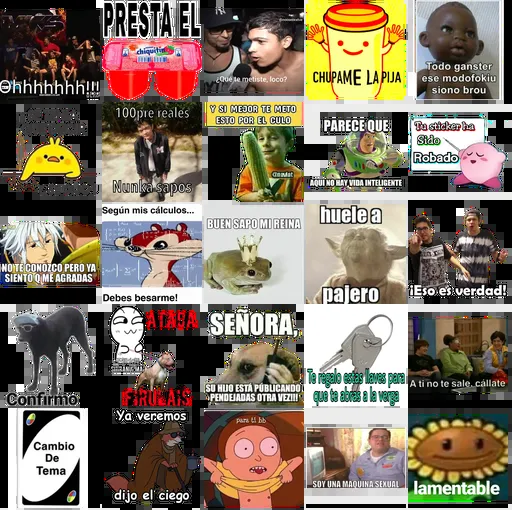 Ohhhhhhh!!!
PRESTA EL
chiquitin
¿Qué te metiste, loco?
CHUPAME LA PIJA
Todo ganster
ese modofokiu
siono brou
100pre reales
Nunka sapos
Y SI MEJOR TE METO
ESTO POR EL CULO
PARECE QUE
AQUÍ NO HAY VIDA INTELIGENTE
Tu sticker ha
Sido
Robado
NO TE CONOZCO PERO YA
SIENTO Q ME AGRADAS
Según mis cálculos...
Debes besarme!
BUEN SAPO MI REINA
huele a
pajero
¡Eso es verdad!
Confirmo
ATACA
FIRULAIS
SEÑORA,
SU HIJO ESTÁ PUBLICANDO
PENDEJADAS OTRA VEZ!!!
Te regalo estas llaves para
que te abras a la verga
A ti no te sale, cállate
Cambio
De
Tema
Ya veremos
dijo el ciego
para ti bb
SOY UNA MAQUINA SEXUAL
lamentable